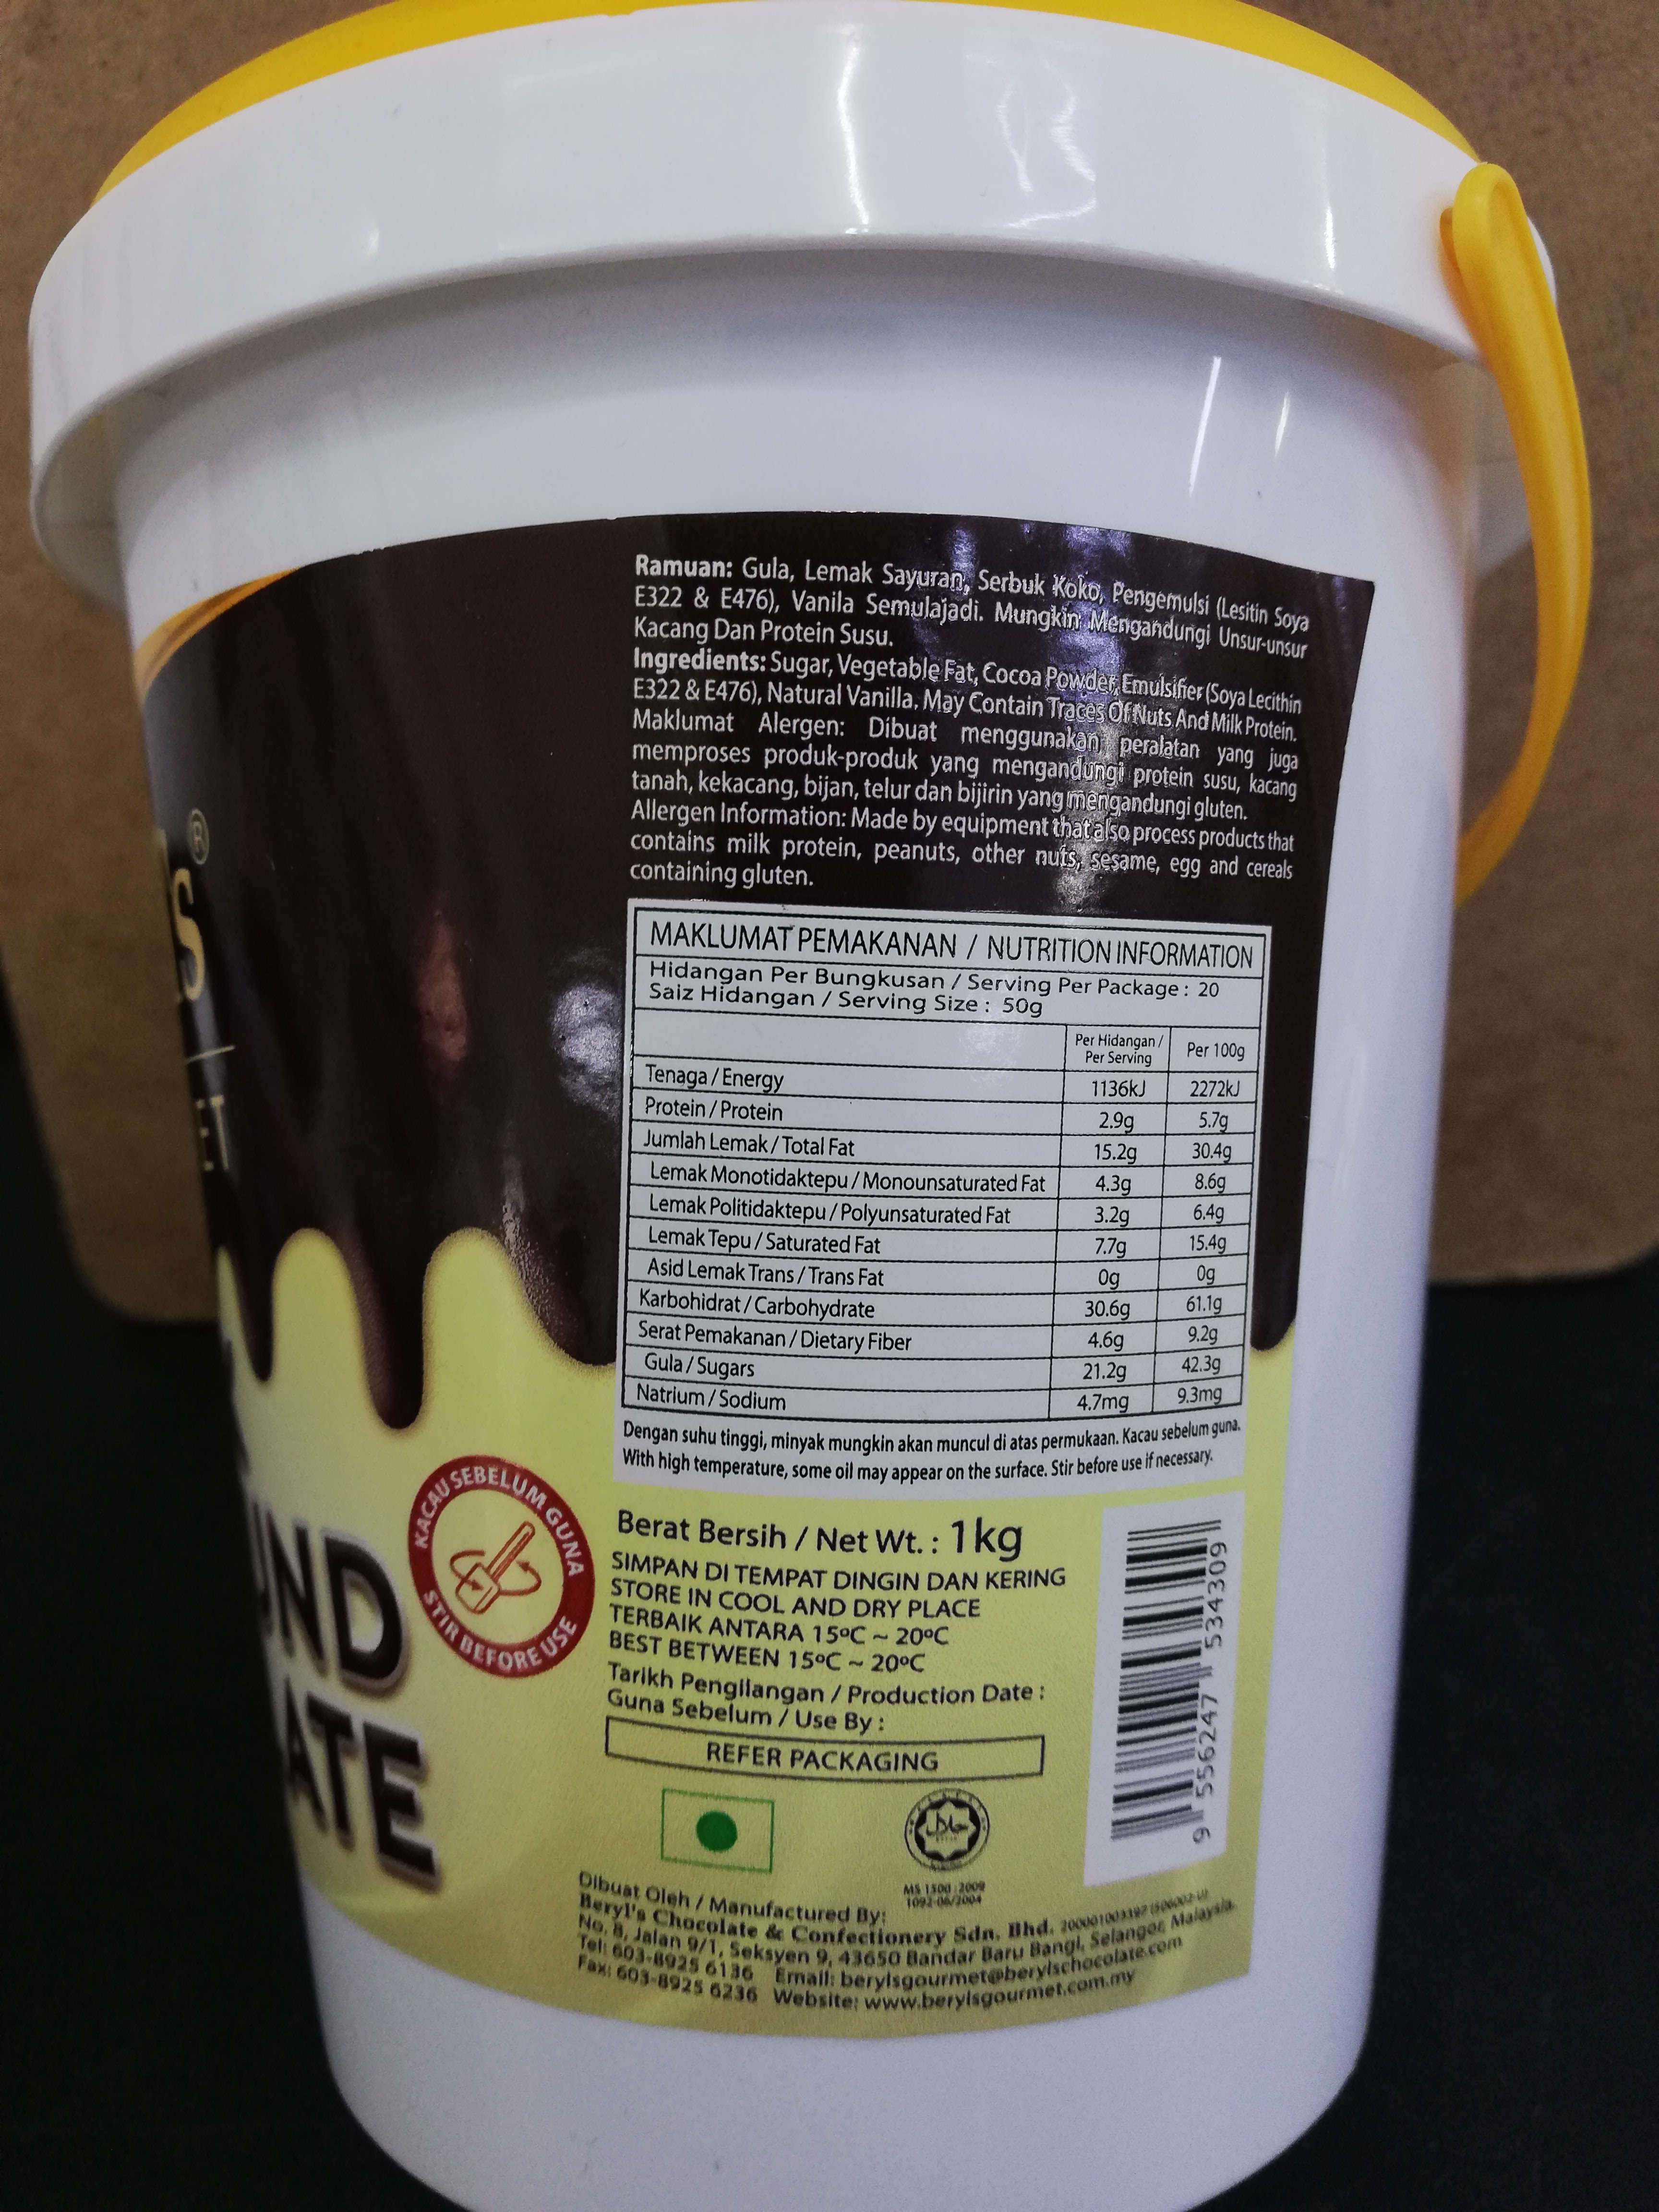 Ramuan: Gula, Lemak Sayuran, Serbuk Koko, Pengemulsi (Lesitin Soya
E322 & E476), Vanila Semulajadi. Mungkin Mengandungi Unsur-unsur
Kacang Dan Protein Susu.
Ingredients: Sugar, Vegetable Fat, Cocoa Powder, Emulsifier (Soya Lecithin
E322 & E476), Natural Vanilla. May Contain Traces Of Nuts And Milk Protein.
Maklumat Alergen: Dibuat menggunakan peralatan yang juga
memproses produk-produk yang mengandungi protein susu, kacang
tanah, kekacang, bijan, telur dan bijirin yang mengandungi gluten.
Allergen Information: Made by equipment that also process products that
contains milk protein, peanuts, other nuts, sesame, egg and cereals
containing gluten.
MAKLUMAT PEMAKANAN / NUTRITION INFORMATION
Hidangan Per Bungkusan / Serving Per Package : 20
Saiz Hidangan / Serving Size : 50g
Per Hidangan / Per Serving Per 100g
Tenaga / Energy 1136kJ 2272kJ
Protein / Protein 2.9g 5.7g
Jumlah Lemak / Total Fat 15.2g 30.4g
Lemak Monotidaktepu / Monounsaturated Fat 4.3g 8.6g
Lemak Politidaktepu / Polyunsaturated Fat 3.2g 6.4g
Lemak Tepu / Saturated Fat 7.7g 15.4g
Asid Lemak Trans / Trans Fat 0g 0g
Karbohidrat / Carbohydrate 30.6g 61.1g
Serat Pemakanan / Dietary Fiber 4.6g 9.2g
Gula / Sugars 21.2g 42.3g
Natrium / Sodium 4.7mg 9.3mg
Dengan suhu tinggi, minyak mungkin akan muncul di atas permukaan. Kacau sebelum guna.
With high temperature, some oil may appear on the surface. Stir before use if necessary.
S®
ET
UND
ATE
KACAU SEBELUM GUNA
STIR BEFORE USE
Berat Bersih / Net Wt. : 1kg
SIMPAN DI TEMPAT DINGIN DAN KERING
STORE IN COOL AND DRY PLACE
TERBAIK ANTARA 15ºC ~ 20ºC
BEST BETWEEN 15ºC ~ 20ºC
Tarikh Pengilangan / Production Date :
Guna Sebelum / Use By :
REFER PACKAGING
9 556247 534309
حلال
MS 1500 : 2009
1092-06/2004
Dibuat Oleh / Manufactured By:
Beryl's Chocolate & Confectionery Sdn. Bhd.
No. 8, Jalan 9/1, Seksyen 9, 43650 Bandar Baru Bangi, Selangor, Malaysia.
Tel: 603-8925 6136 Email: berylsgourmet@berylschocolate.com
Fax: 603-8925 6236 Website: www.berylsgourmet.com.my